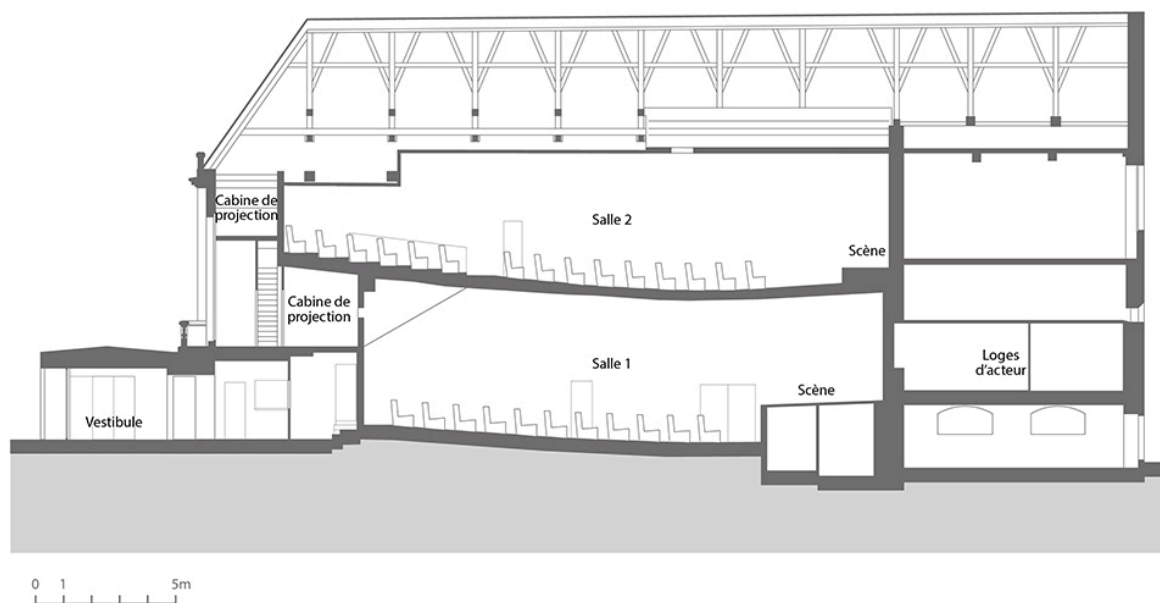 Cabine de
projection
Salle 2
Scène
Cabine de
projection
Salle 1
Loges
d'acteur
Scène
Vestibule
0 1 5m